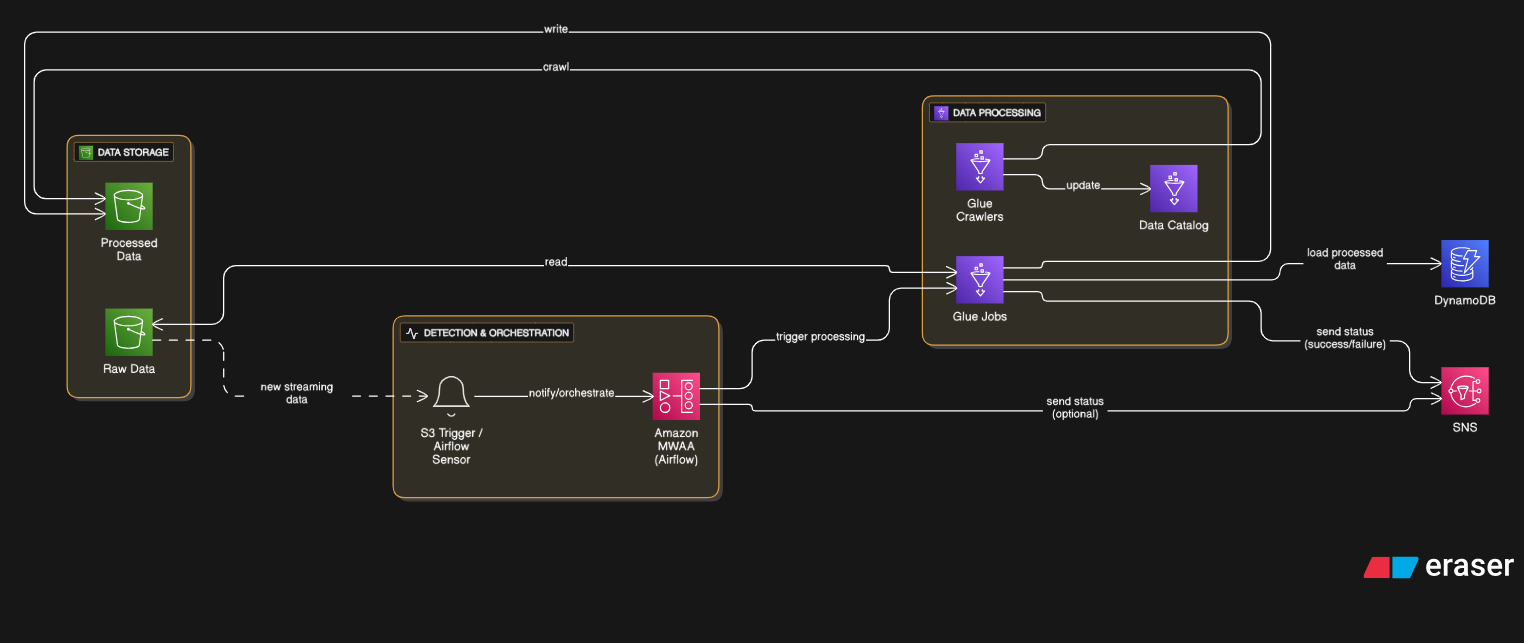 write
crawl
DATA PROCESSING
DATA STORAGE
Glue
Crawlers
update
Data Catalog
Processed
Data
read
load processed
data
DynamoDB
Glue Jobs
DETECTION & ORCHESTRATION
trigger processing
send status
(success/failure)
Raw Data
new streaming
data
notify/orchestrate
send status
(optional)
S3 Trigger /
Airflow
Sensor
Amazon
MWAA
(Airflow)
SNS
eraser